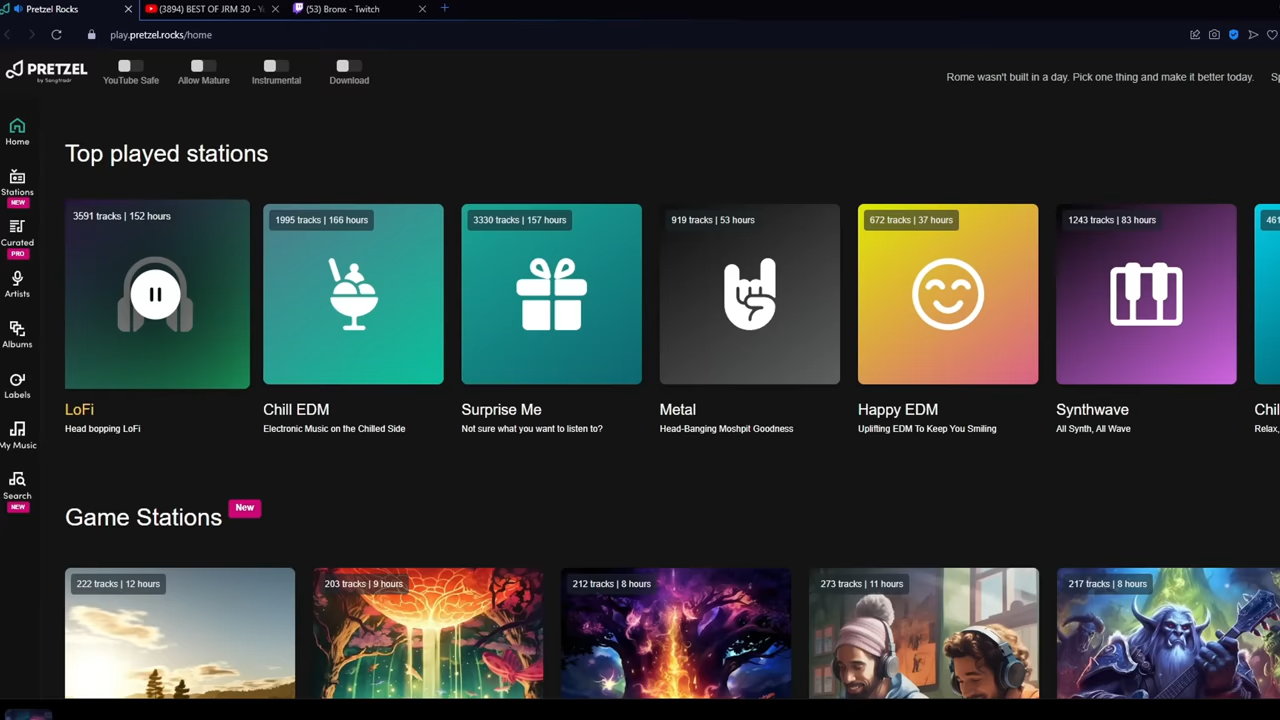 Pretzel Rocks
(3894) BEST OF JRM 30 - Y
(53) Bronx - Twitch
play.pretzel.rocks/home
PRETZEL
by Songtradr
YouTube Safe
Allow Mature
Instrumental
Download
Rome wasn't built in a day. Pick one thing and make it better today.
Sp
Home
Stations
NEW
Curated
PRO
Artists
Albums
Labels
My Music
Search
NEW
Top played stations
3591 tracks | 152 hours
1995 tracks | 166 hours
3330 tracks | 157 hours
919 tracks | 53 hours
672 tracks | 37 hours
1243 tracks | 83 hours
461
LoFi
Chill EDM
Surprise Me
Metal
Happy EDM
Synthwave
Chil
Head bopping LoFi
Electronic Music on the Chilled Side
Not sure what you want to listen to?
Head-Banging Moshpit Goodness
Uplifting EDM To Keep You Smiling
All Synth, All Wave
Relax,
Game Stations
New
222 tracks | 12 hours
203 tracks | 9 hours
212 tracks | 8 hours
273 tracks | 11 hours
217 tracks | 8 hours